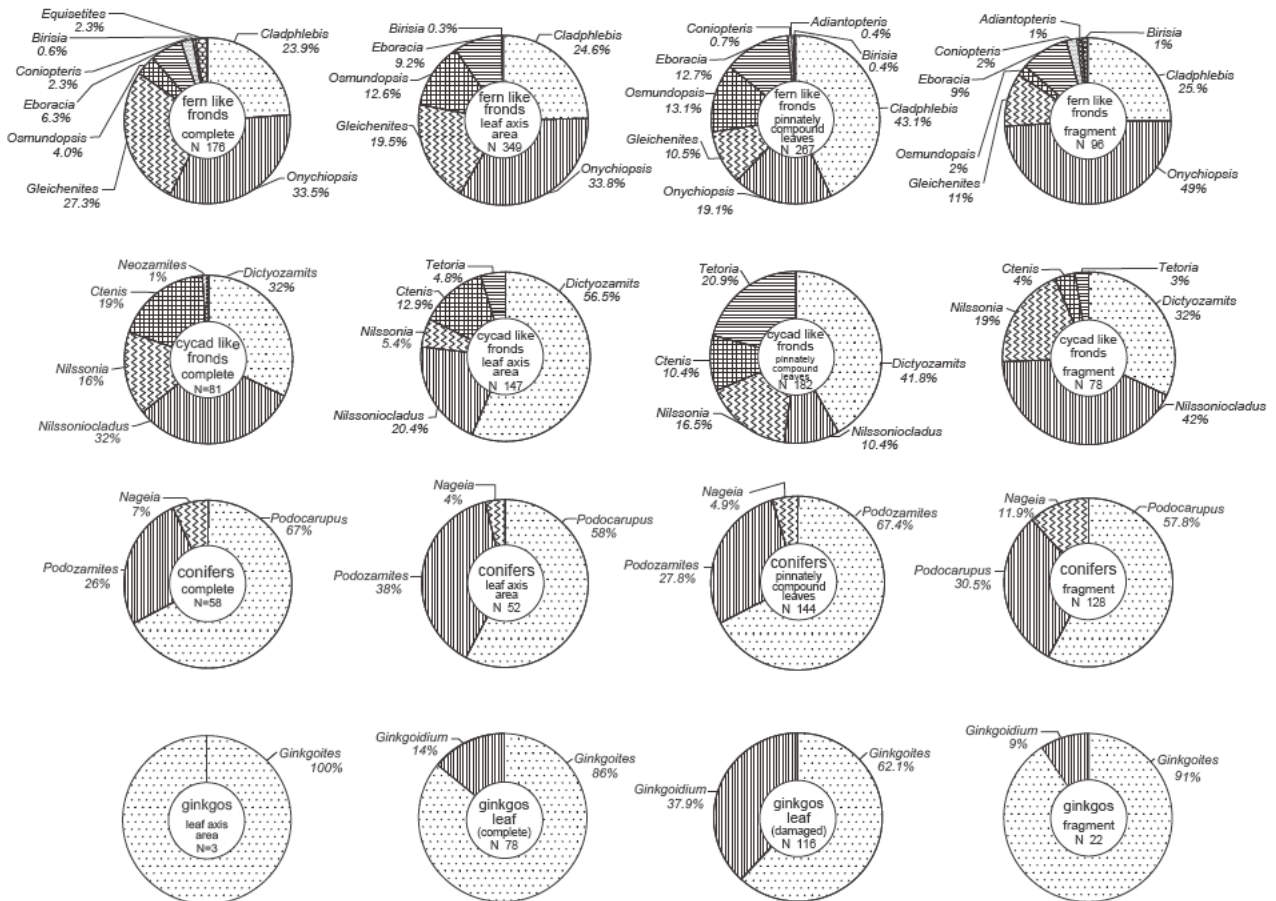 Equisetites
2.3%
Birisia
0.6%
Coniopteris
2.3%
Eboracia
6.3%
Osmundopsis
4.0%
Gleichenites
27.3%
Cladphlebis
23.9%
Onychiopsis
33.5%
fern like
fronds
complete
N 176
Birisia 0.3%
Eboracia
9.2%
Osmundopsis
12.6%
Gleichenites
19.5%
Cladphlebis
24.6%
Onychiopsis
33.8%
fern like
fronds
leaf axis
area
N 349
Coniopteris
0.7%
Eboracia
12.7%
Osmundopsis
13.1%
Gleichenites
10.5%
Onychiopsis
19.1%
Adiantopteris
0.4%
Birisia
0.4%
Cladphlebis
43.1%
fern like
fronds
pinnately
compound
leaves
N 267
Adiantopteris
1%
Coniopteris
2%
Eboracia
9%
Osmundopsis
2%
Gleichenites
11%
Birisia
1%
Cladphlebis
25.%
Onychiopsis
49%
fern like
fronds
fragment
N 96
Neozamites
1%
Ctenis
19%
Nilssonia
16%
Nilssoniocladus
32%
Dictyozamits
32%
cycad like
fronds
complete
N=81
Tetoria
4.8%
Ctenis
12.9%
Nilssonia
5.4%
Nilssoniocladus
20.4%
Dictyozamits
56.5%
cycad like
fronds
leaf axis
area
N 147
Tetoria
20.9%
Ctenis
10.4%
Nilssonia
16.5%
Dictyozamits
41.8%
Nilssoniocladus
10.4%
cycad like
fronds
pinnately
compound
leaves
N 182
Ctenis
4%
Nilssonia
19%
Tetoria
3%
Dictyozamits
32%
Nilssoniocladus
42%
cycad like
fronds
fragment
N 78
Nageia
7%
Podozamites
26%
Podocarupus
67%
conifers
complete
N=58
Nageia
4%
Podozamites
38%
Podocarupus
58%
conifers
leaf axis
area
N 52
Nageia
4.9%
Podozamites
27.8%
Podozamites
67.4%
conifers
pinnately
compound
leaves
N 144
Nageia
11.9%
Podocarupus
30.5%
Podocarupus
57.8%
conifers
fragment
N 128
Ginkgoites
100%
ginkgos
leaf axis
area
N=3
Ginkgoidium
14%
Ginkgoites
86%
ginkgos
leaf
(complete)
N 78
Ginkgoidium
37.9%
Ginkgoites
62.1%
ginkgos
leaf
(damaged)
N 116
Ginkgoidium
9%
Ginkgoites
91%
ginkgos
fragment
N 22